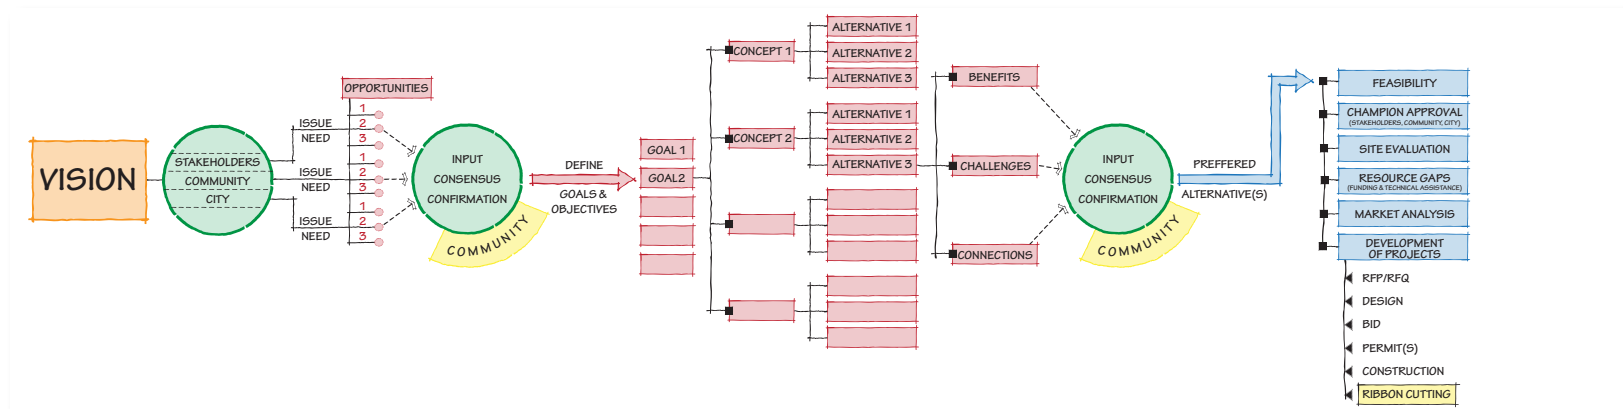 VISION
STAKEHOLDERS
COMMUNITY
CITY
ISSUE
NEED
ISSUE
NEED
ISSUE
NEED
OPPORTUNITIES
1
2
3
1
2
3
1
2
3
INPUT
CONSENSUS
CONFIRMATION
COMMUNITY
DEFINE
GOALS &
OBJECTIVES
GOAL 1
GOAL2
CONCEPT 1
CONCEPT 2
ALTERNATIVE 1
ALTERNATIVE 2
ALTERNATIVE 3
ALTERNATIVE 1
ALTERNATIVE 2
ALTERNATIVE 3
BENEFITS
CHALLENGES
CONNECTIONS
INPUT
CONSENSUS
CONFIRMATION
COMMUNITY
PREFFERED
ALTERNATIVE(S)
FEASIBILITY
CHAMPION APPROVAL
(STAKEHOLDERS, COMMUNITY, CITY)
SITE EVALUATION
RESOURCE GAPS
(FUNDING & TECHNICAL ASSISTANCE)
MARKET ANALYSIS
DEVELOPMENT
OF PROJECTS
RFP/RFQ
DESIGN
BID
PERMIT(S)
CONSTRUCTION
RIBBON CUTTING